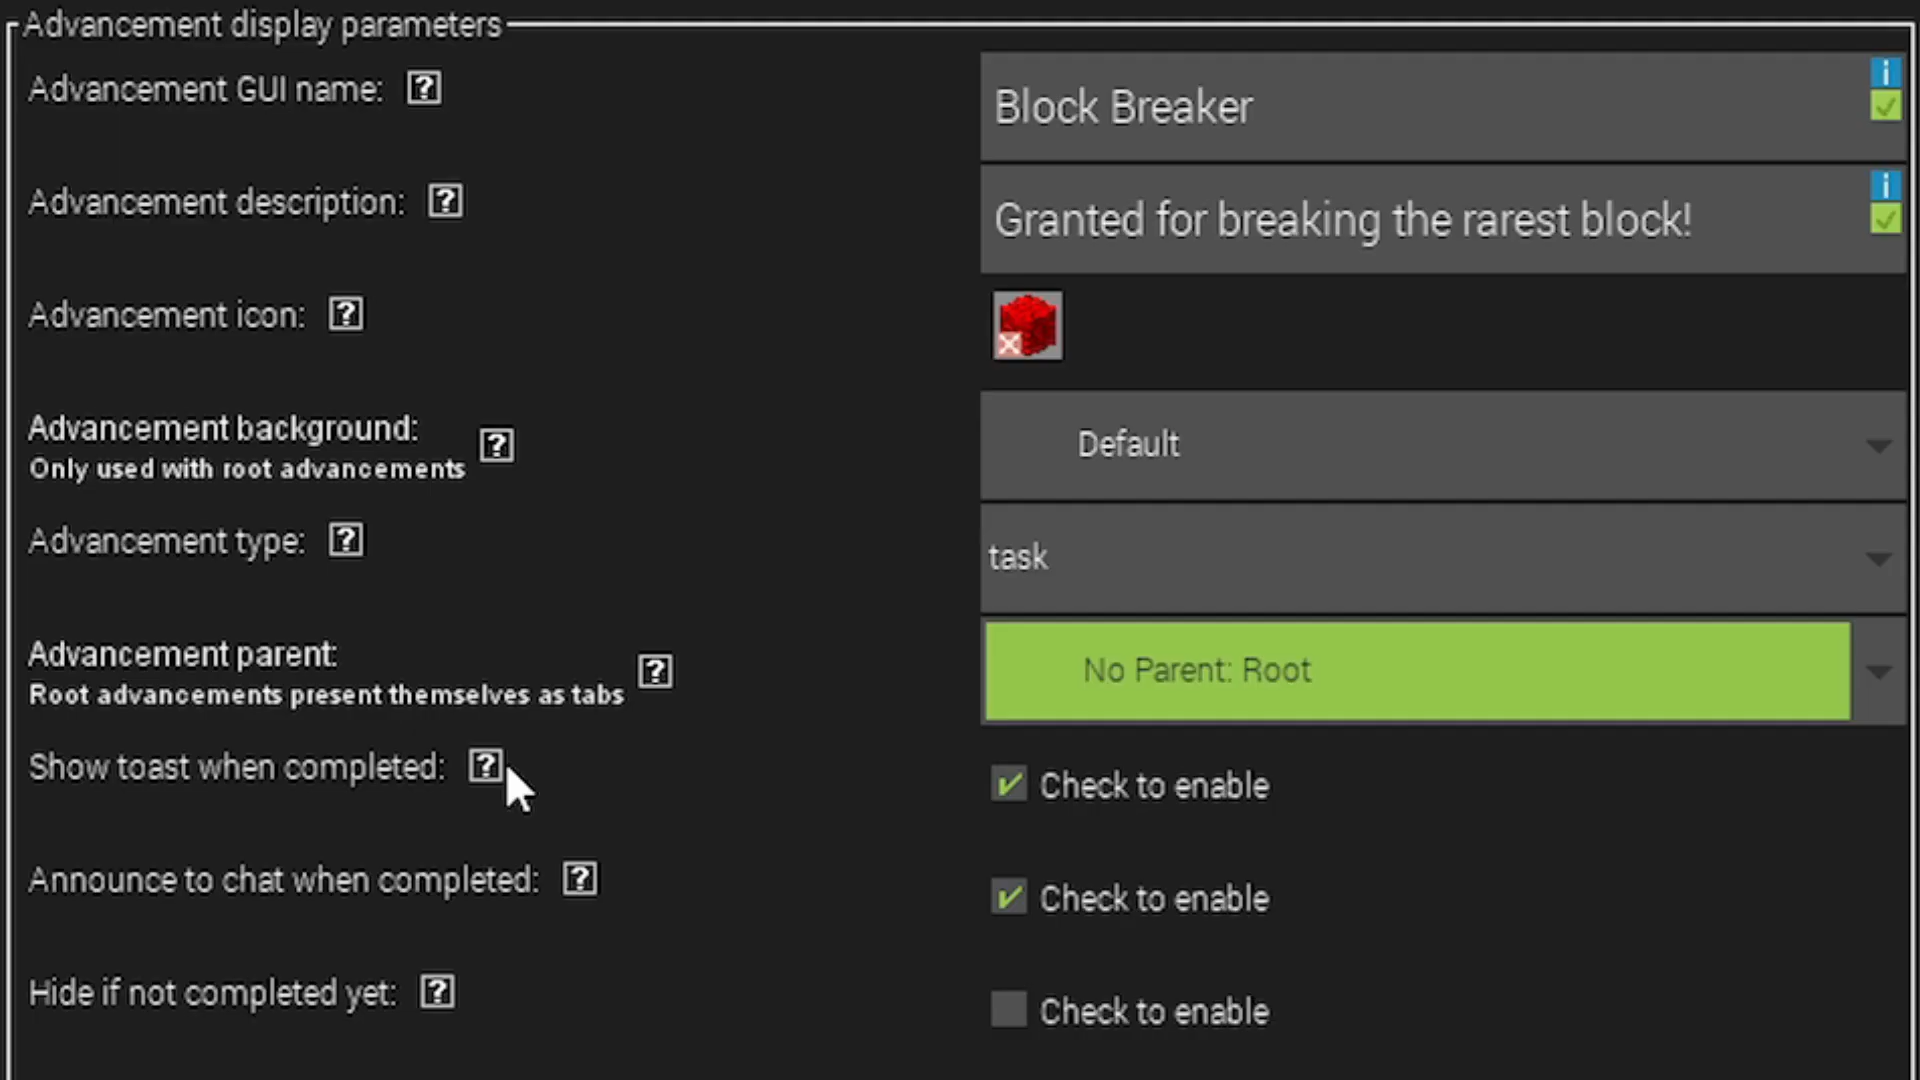 Advancement display parameters
Advancement GUI name: ?
Block Breaker
i
Advancement description: ?
Granted for breaking the rarest block!
i
Advancement icon: ?
Advancement background: ?
Only used with root advancements
Default
Advancement type: ?
task
Advancement parent: ?
Root advancements present themselves as tabs
No Parent: Root
Show toast when completed: ?
Check to enable
Announce to chat when completed: ?
Check to enable
Hide if not completed yet: ?
Check to enable